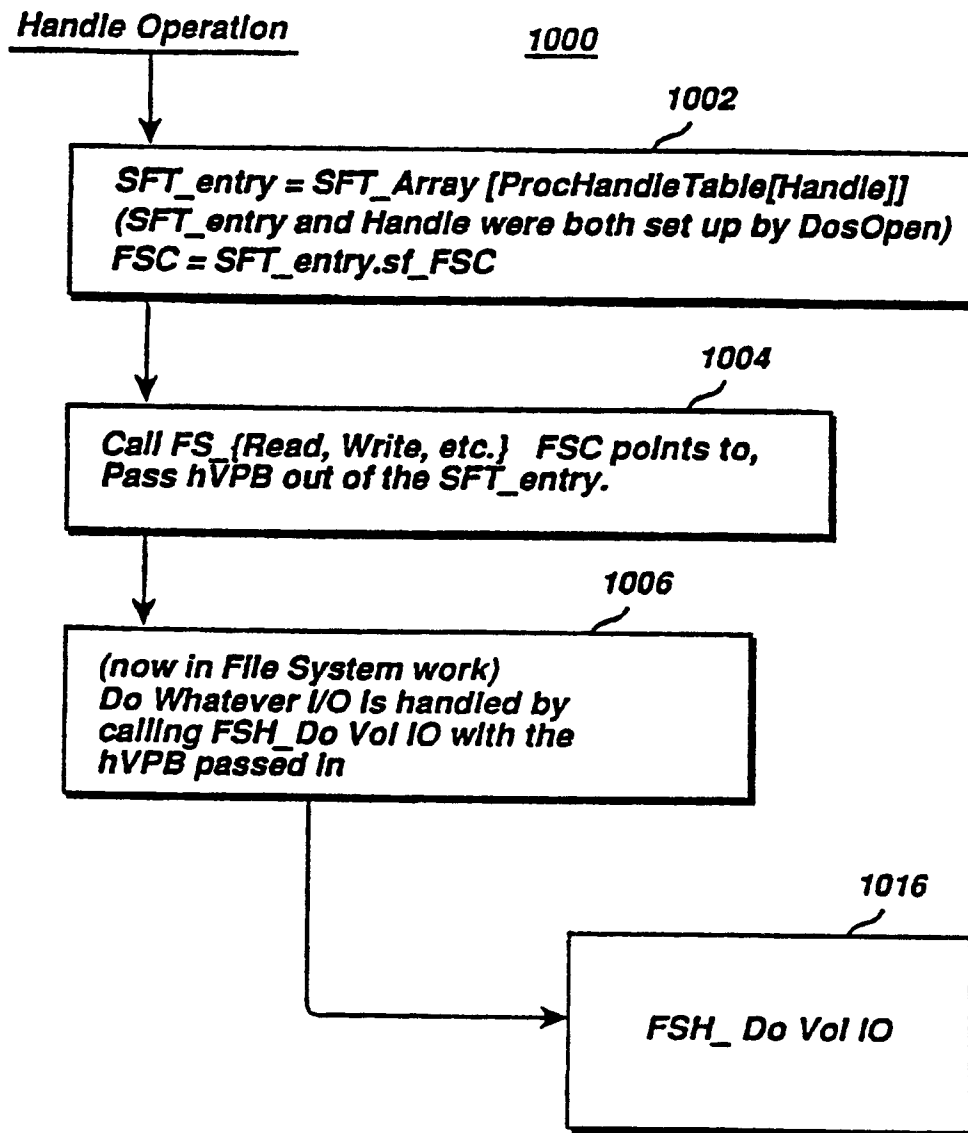 Handle Operation
1000
1002
SFT_entry = SFT_Array [ProcHandleTable[Handle]]
(SFT_entry and Handle were both set up by DosOpen)
FSC = SFT_entry.sf_FSC
1004
Call FS_{Read, Write, etc.} FSC points to,
Pass hVPB out of the SFT_entry.
1006
(now in File System work)
Do Whatever I/O is handled by
calling FSH_Do Vol IO with the
hVPB passed in
1016
FSH_ Do Vol IO